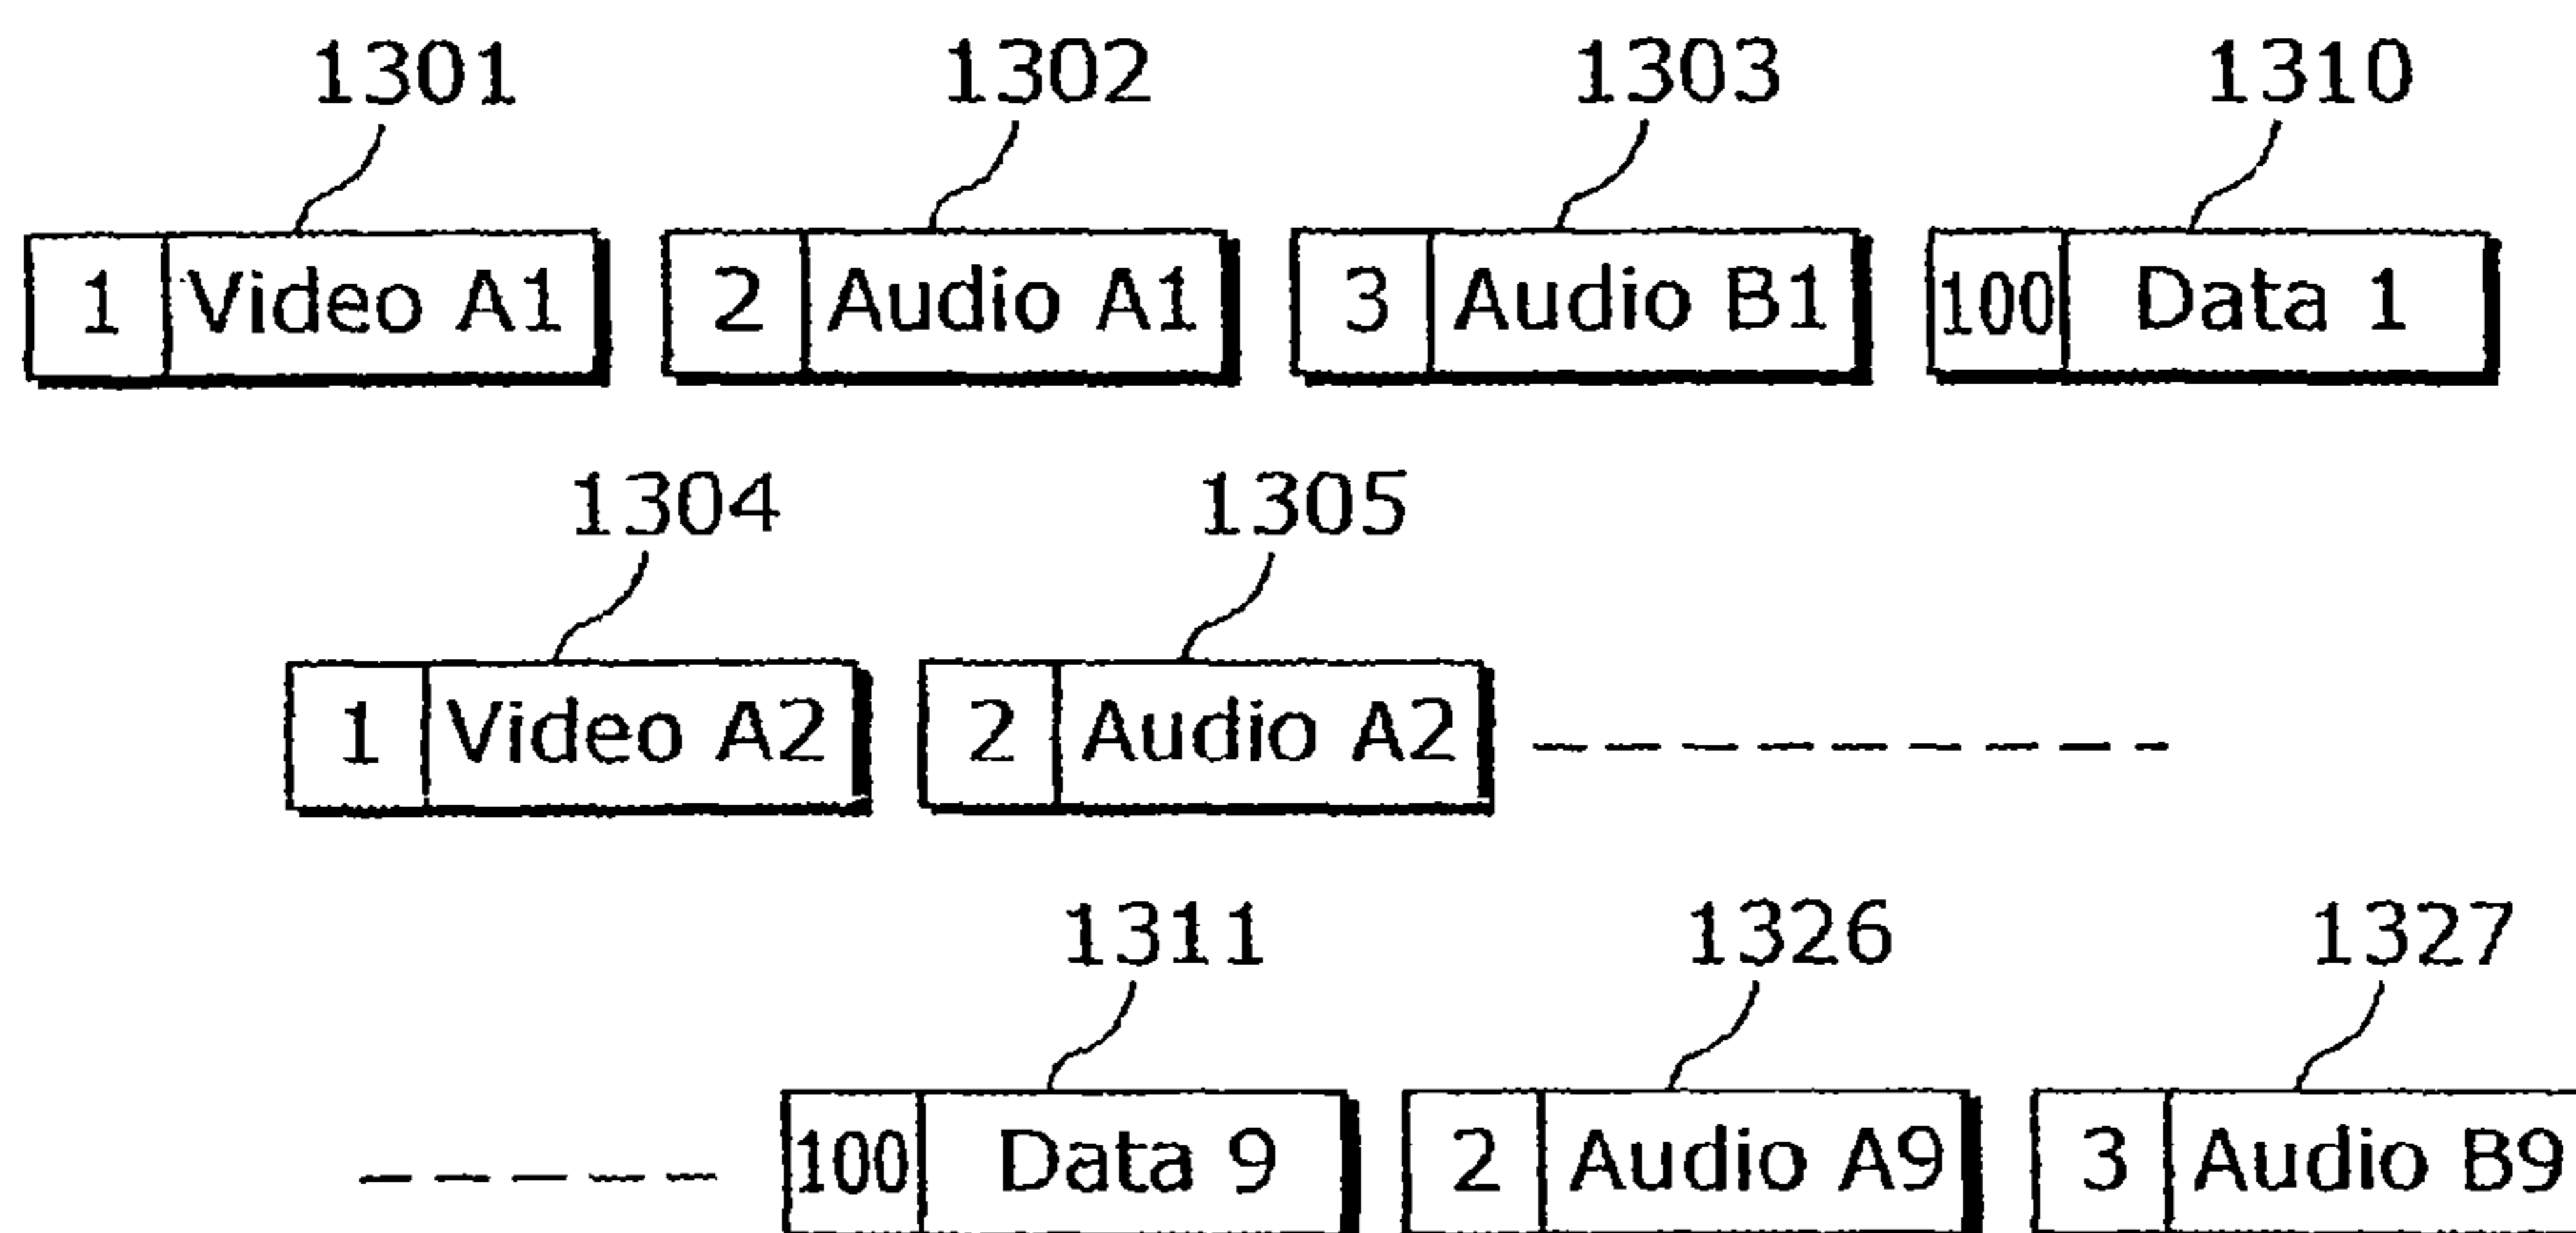 1301 1302 1303 1310
1 Video A1 2 Audio A1 3 Audio B1 100 Data 1
1304 1305
1 Video A2 2 Audio A2
1311 1326 1327
100 Data 9 2 Audio A9 3 Audio B9